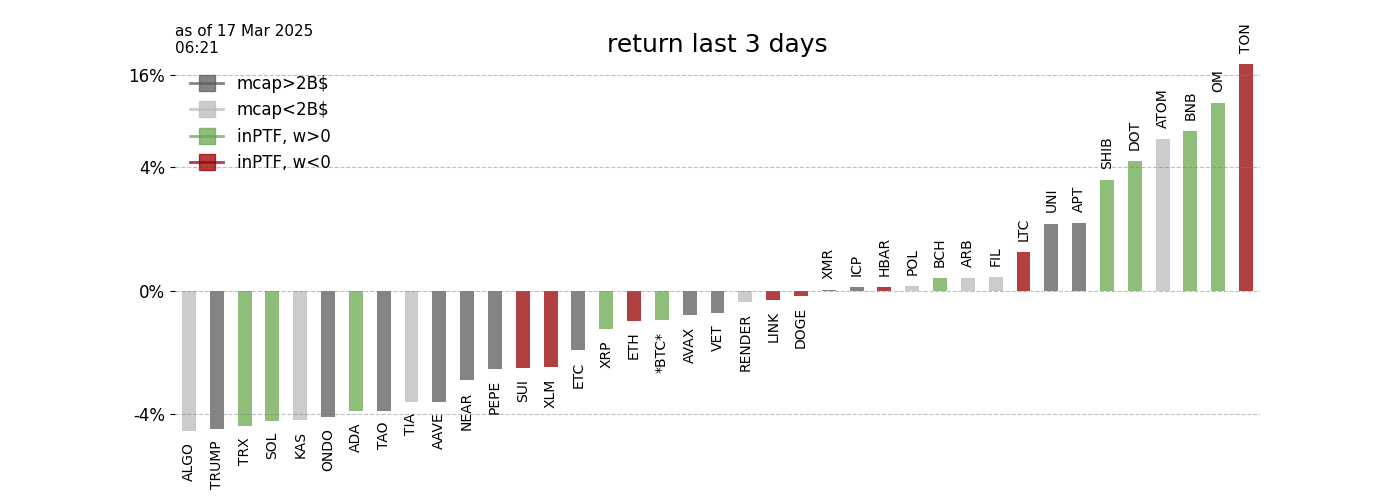 as of 17 Mar 2025
06:21
return last 3 days
mcap>2B$
mcap<2B$
inPTF, w>0
inPTF, w<0
16%
4%
0%
-4%
ALGO
TRUMP
TRX
SOL
KAS
ONDO
ADA
TAO
TIA
AAVE
NEAR
PEPE
SUI
XLM
ETC
XRP
ETH
*BTC*
AVAX
VET
RENDER
LINK
DOGE
XMR
ICP
HBAR
POL
BCH
ARB
FIL
LTC
UNI
APT
SHIB
DOT
ATOM
BNB
OM
TON